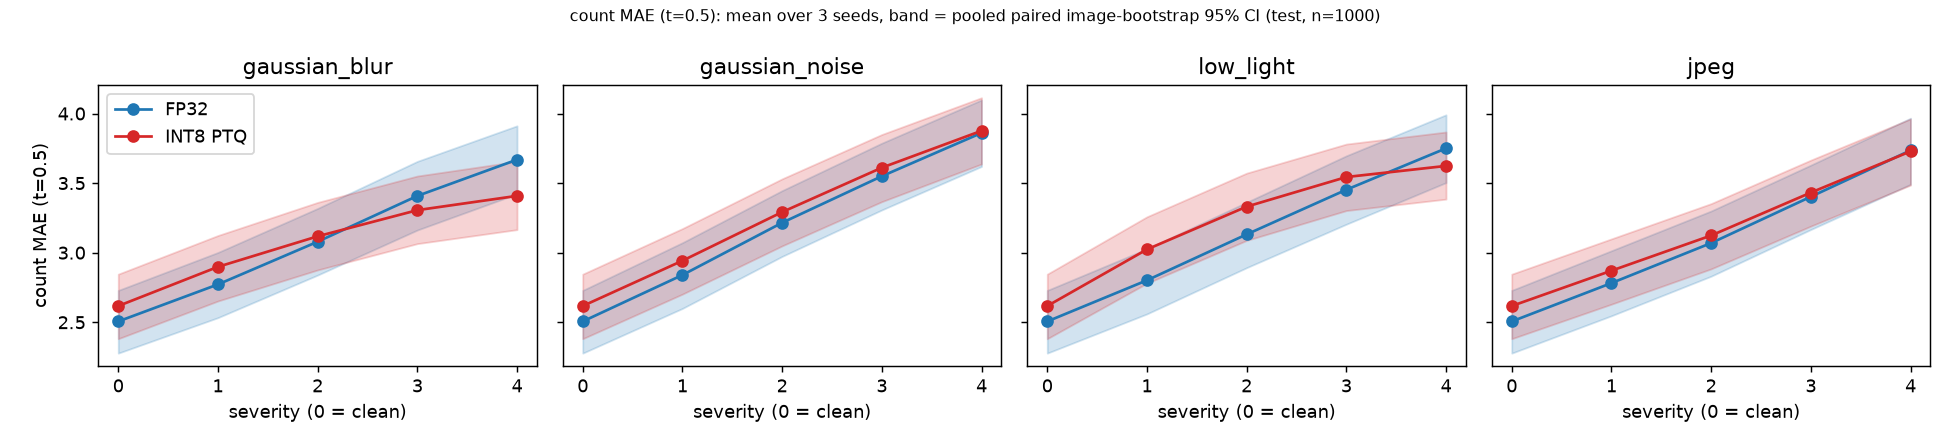 count MAE (t=0.5): mean over 3 seeds, band = pooled paired image-bootstrap 95% CI (test, n=1000)
gaussian_blur
gaussian_noise
low_light
jpeg
FP32
INT8 PTQ
count MAE (t=0.5)
4.0
3.5
3.0
2.5
0 1 2 3 4
0 1 2 3 4
0 1 2 3 4
0 1 2 3 4
severity (0 = clean)
severity (0 = clean)
severity (0 = clean)
severity (0 = clean)